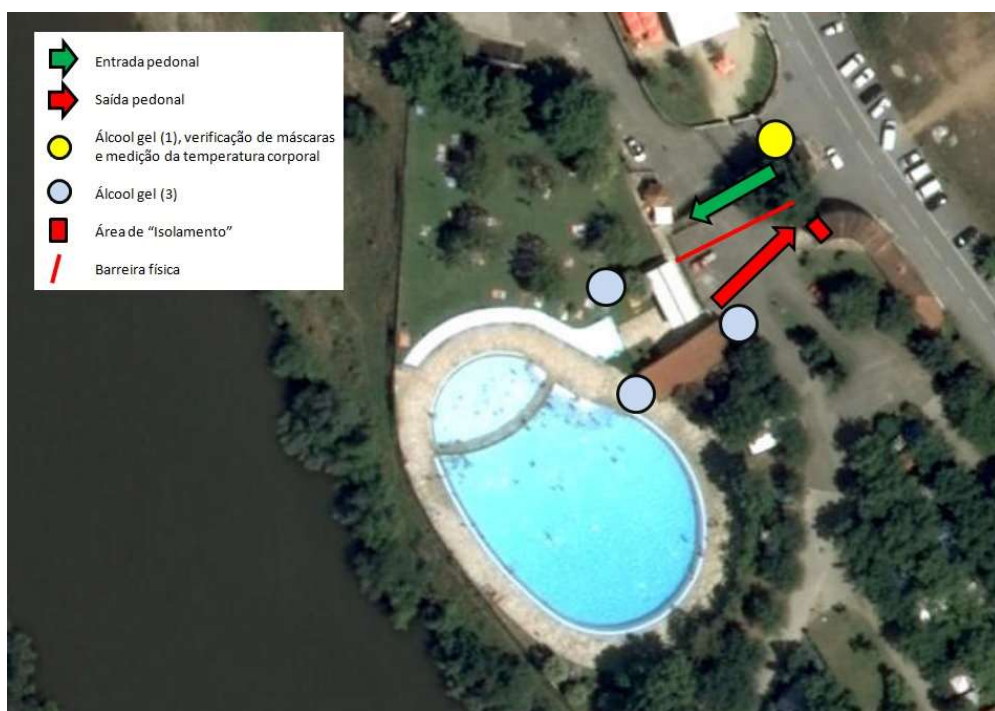 Entrada pedonal
Saída pedonal
Álcool gel (1), verificação de máscaras
e medição da temperatura corporal
Álcool gel (3)
Área de “Isolamento”
Barreira física